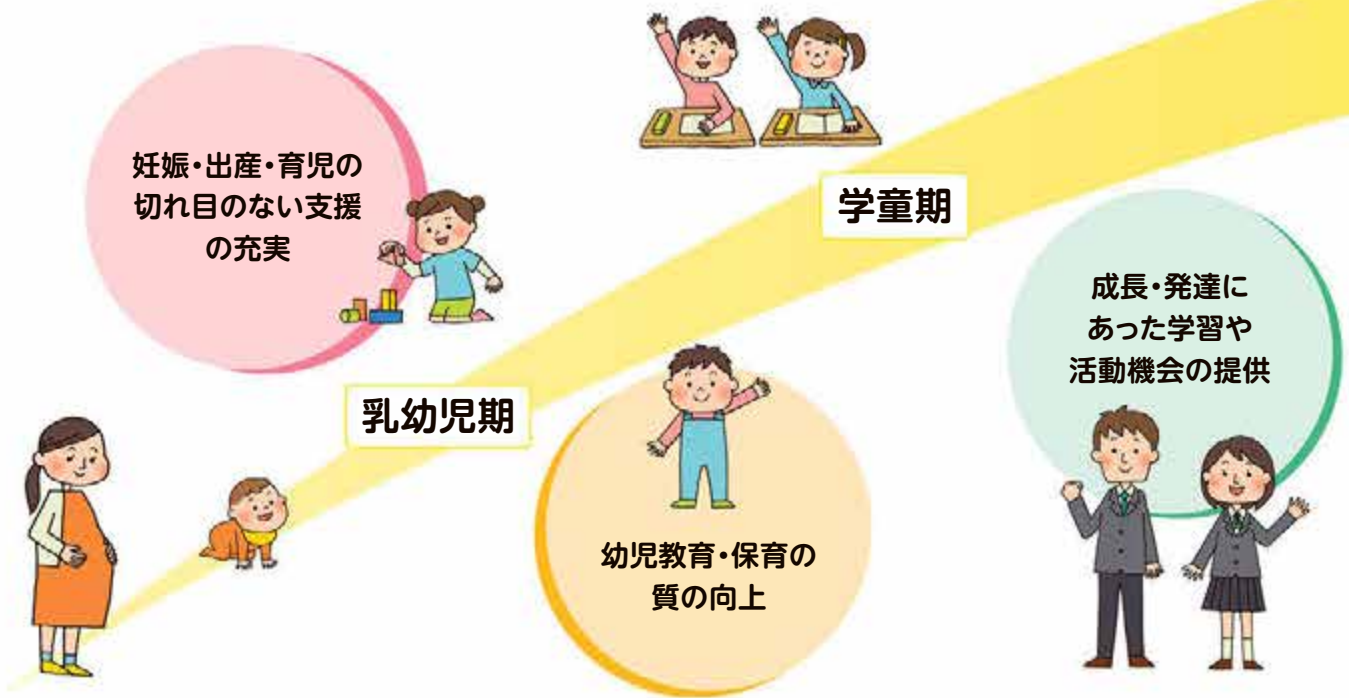 妊娠・出産・育児の
切れ目のない支援
の充実
乳幼児期
幼児教育・保育の
質の向上
学童期
成長・発達に
あった学習や
活動機会の提供